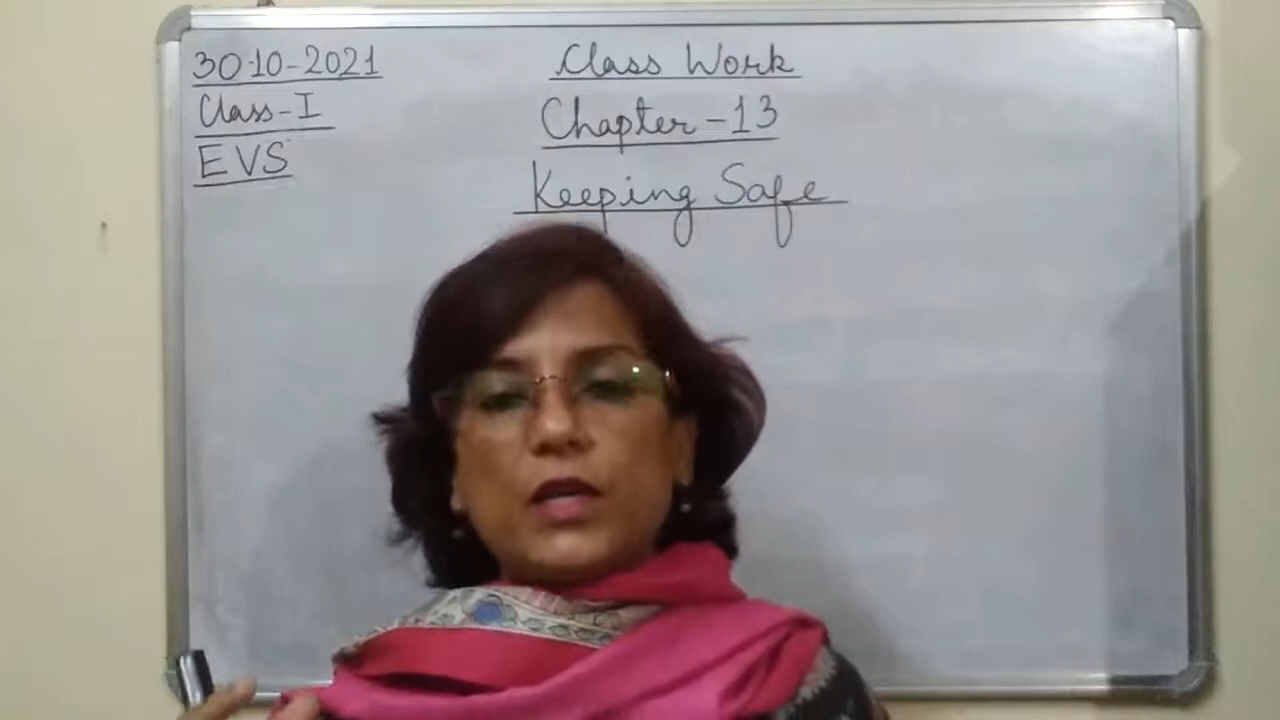 30-10-2021
Class-I
EVS
Class Work
Chapter-13
Keeping Safe